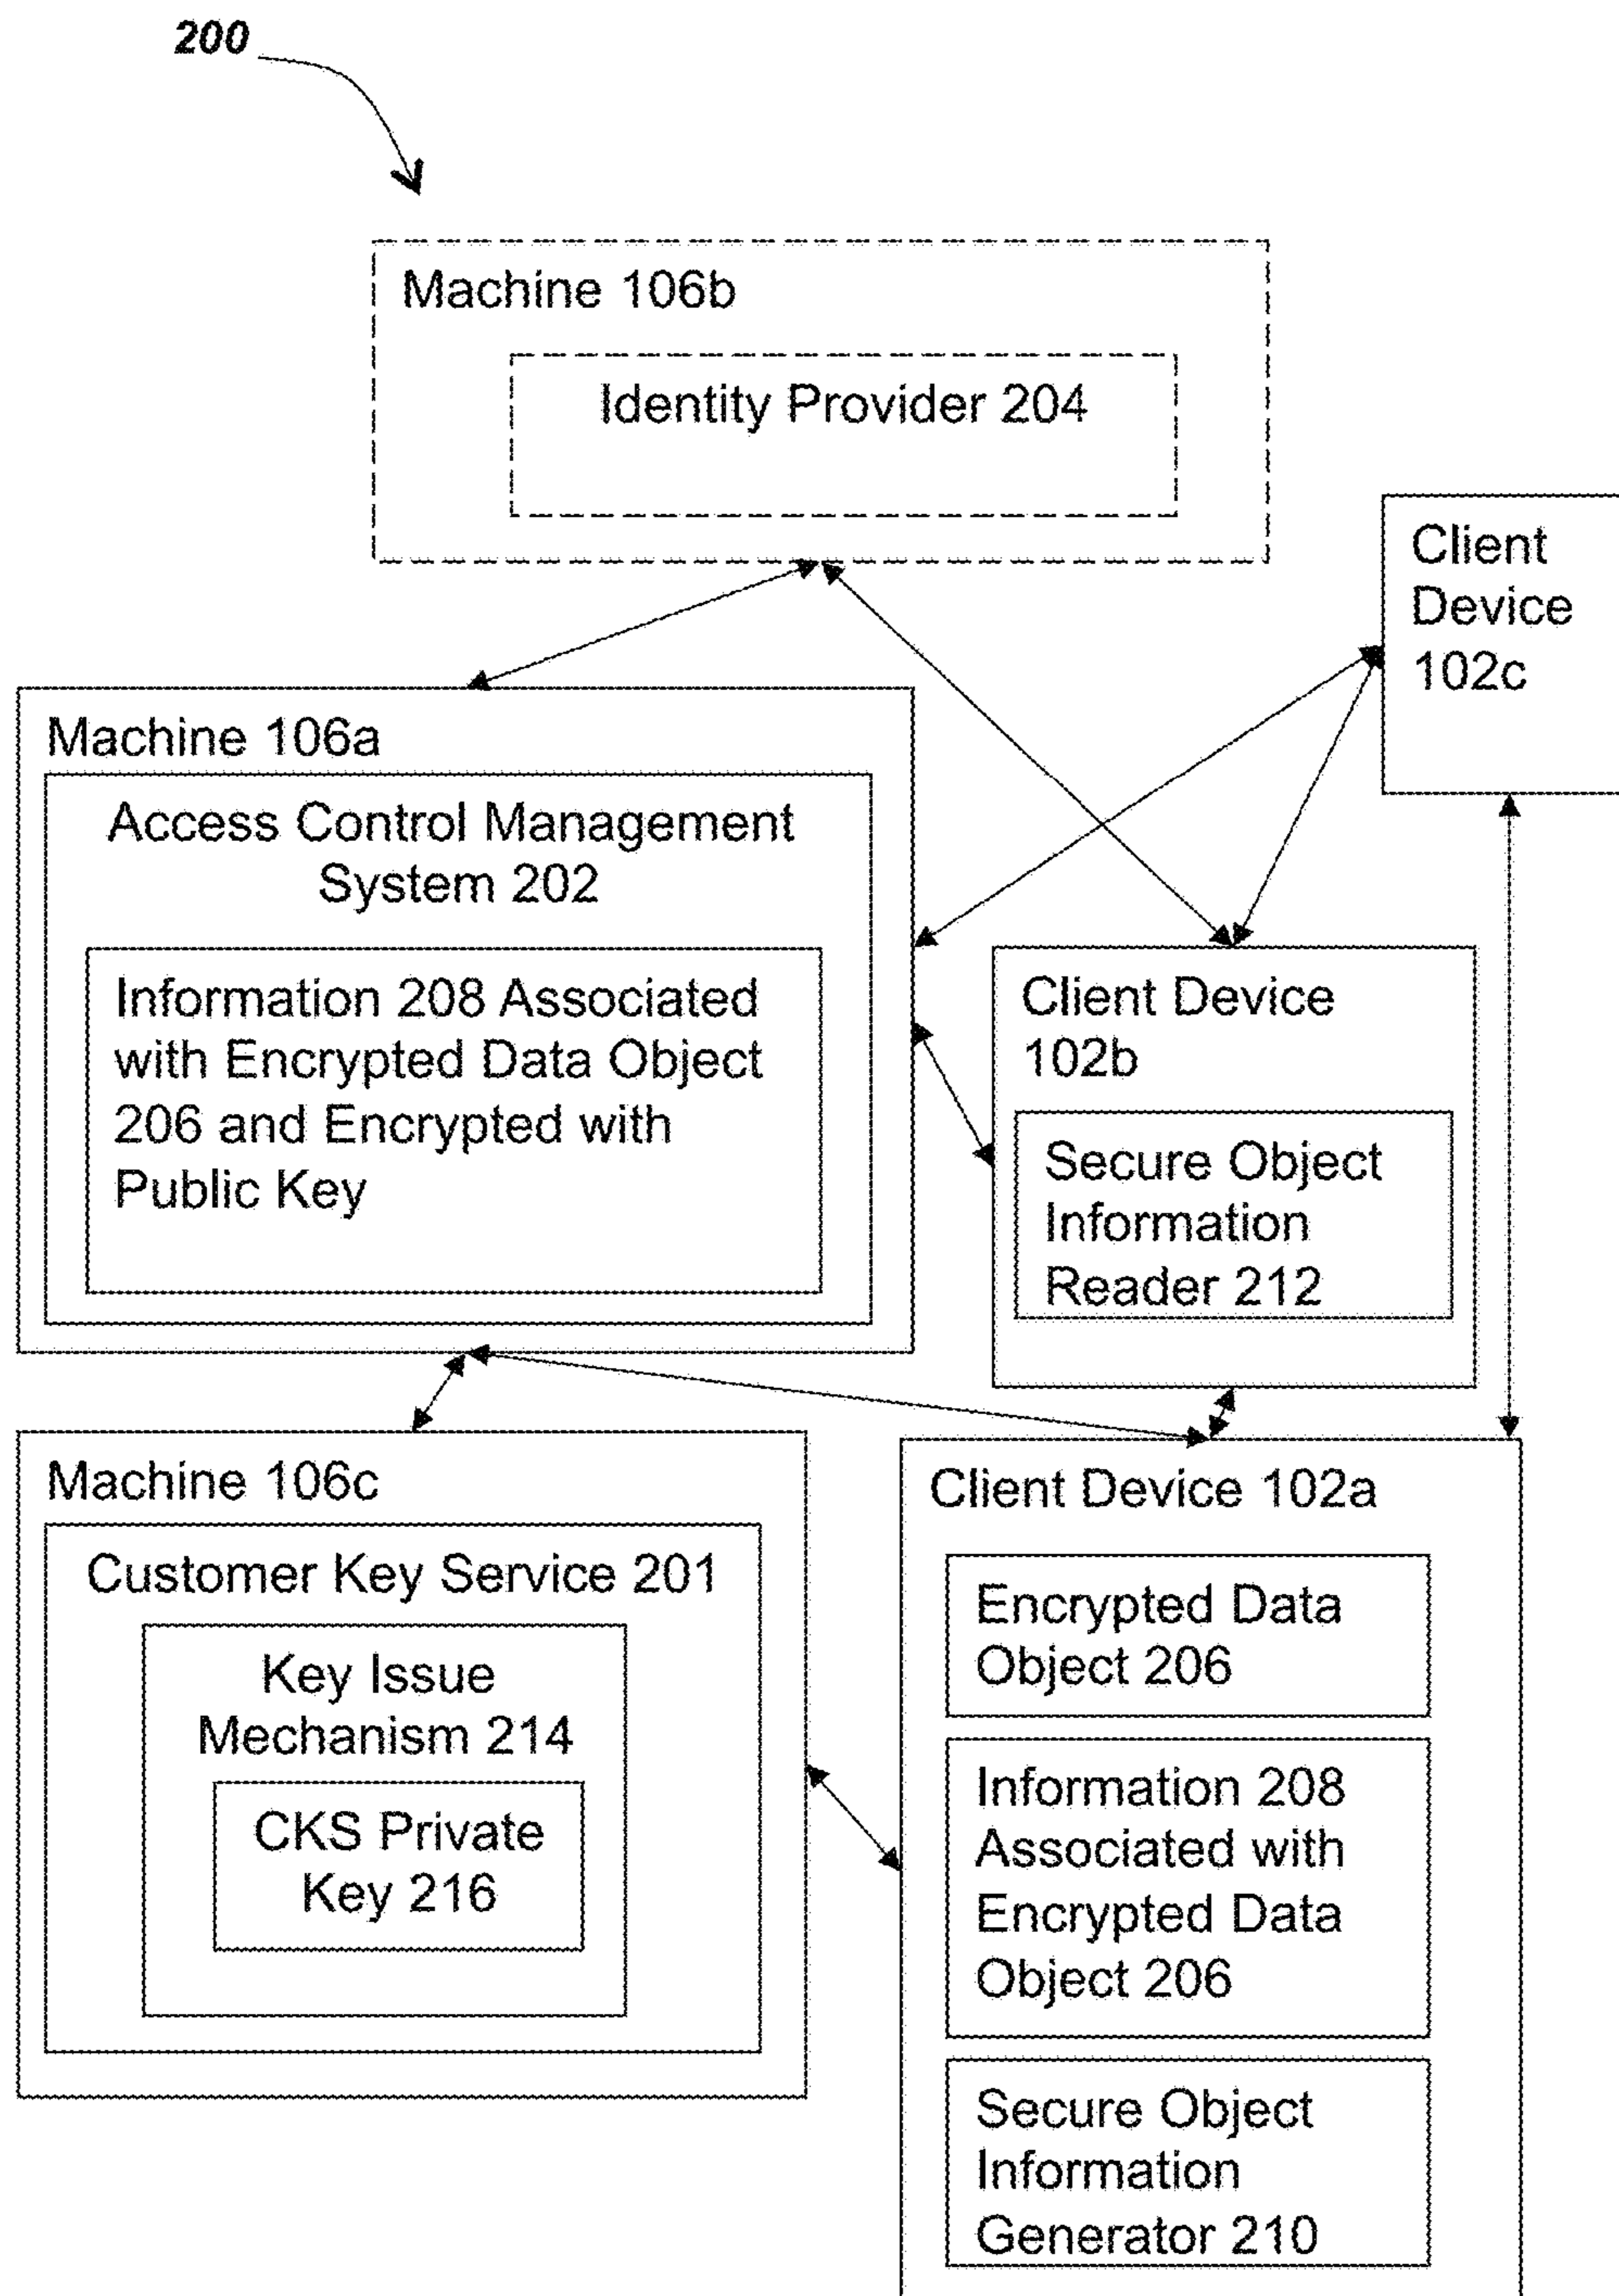 200
Machine 106b
Identity Provider 204
Client
Device
102c
Machine 106a
Access Control Management
System 202
Information 208 Associated
with Encrypted Data Object
206 and Encrypted with
Public Key
Client Device
102b
Secure Object
Information
Reader 212
Machine 106c
Customer Key Service 201
Key Issue
Mechanism 214
CKS Private
Key 216
Client Device 102a
Encrypted Data
Object 206
Information 208
Associated with
Encrypted Data
Object 206
Secure Object
Information
Generator 210